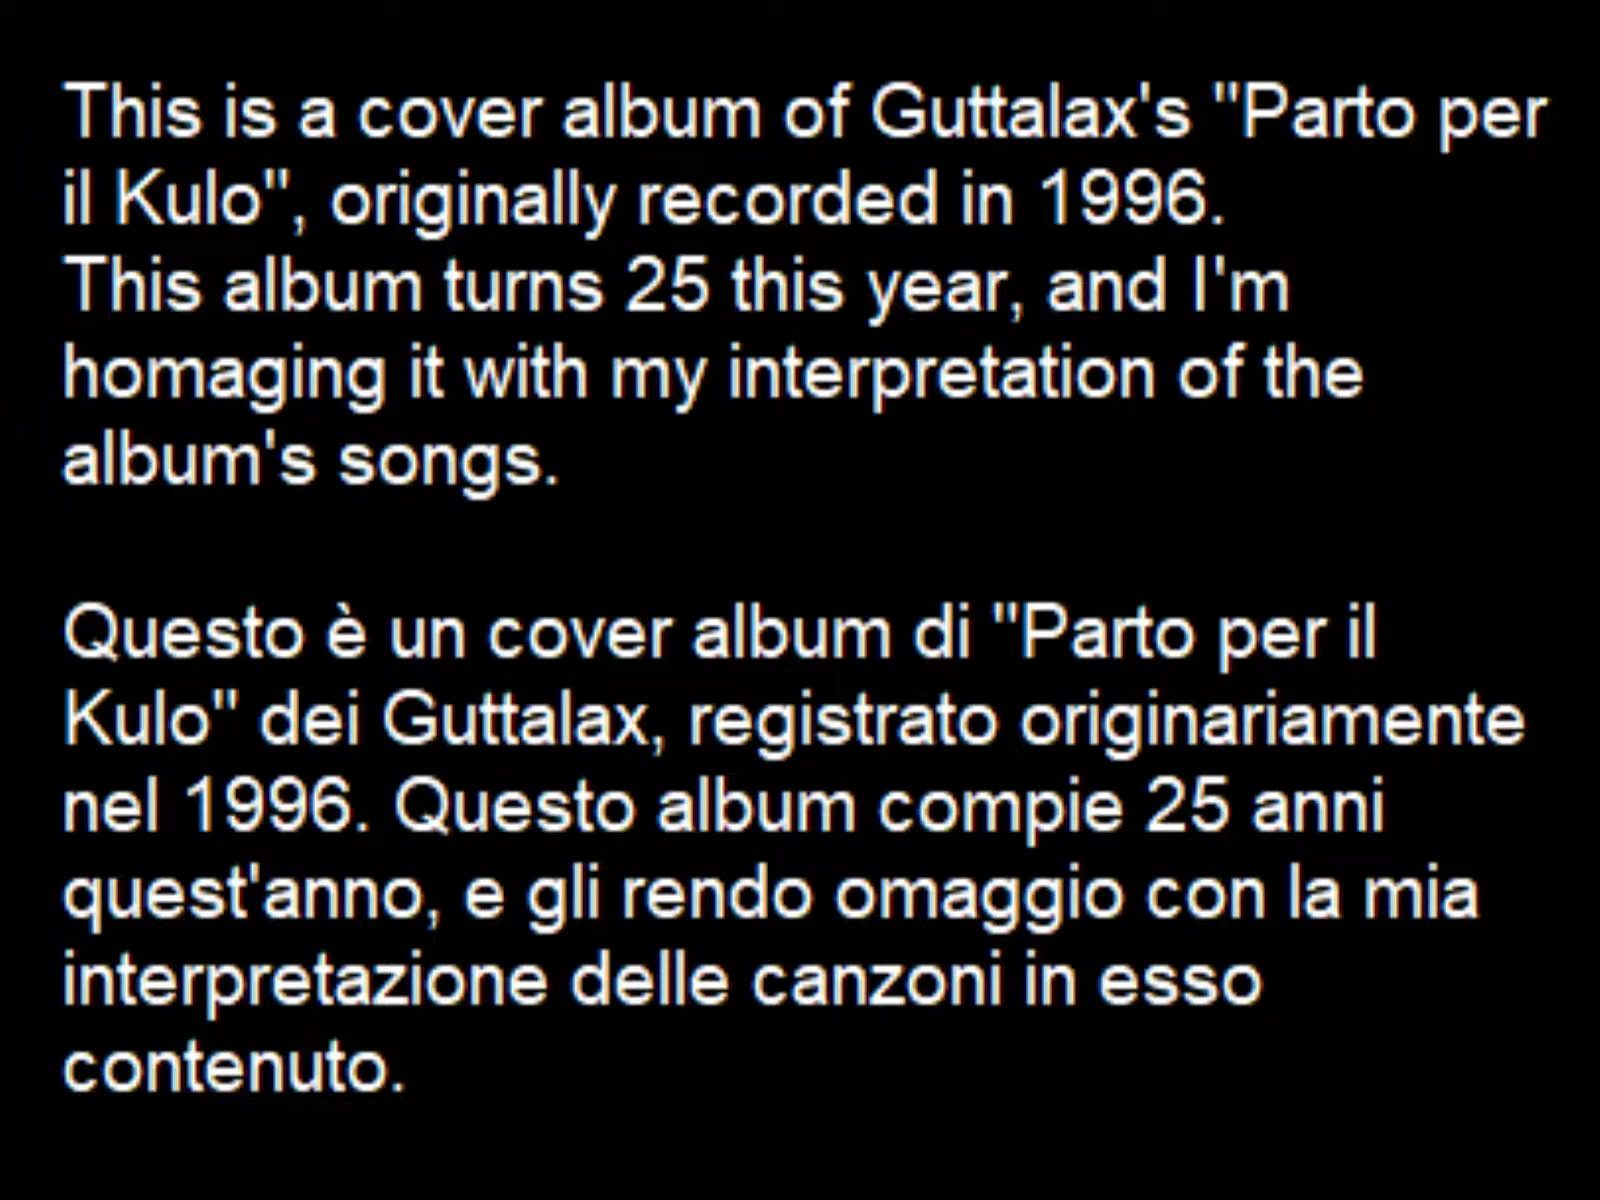 This is a cover album of Guttalax's "Parto per
il Kulo", originally recorded in 1996.
This album turns 25 this year, and I'm
homaging it with my interpretation of the
album's songs.
Questo è un cover album di "Parto per il
Kulo" dei Guttalax, registrato originariamente
nel 1996. Questo album compie 25 anni
quest'anno, e gli rendo omaggio con la mia
interpretazione delle canzoni in esso
contenuto.